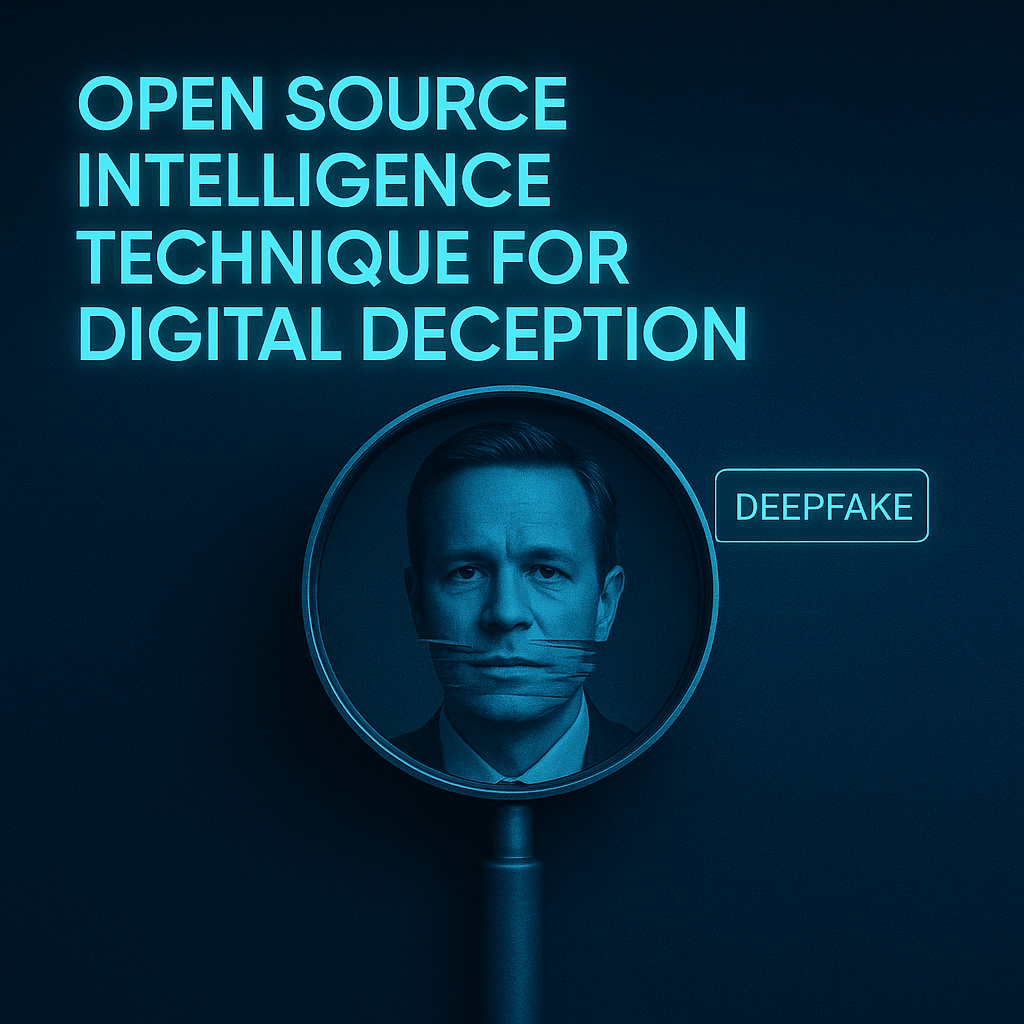 OPEN SOURCE
INTELLIGENCE
TECHNIQUE FOR
DIGITAL DECEPTION
DEEPFAKE